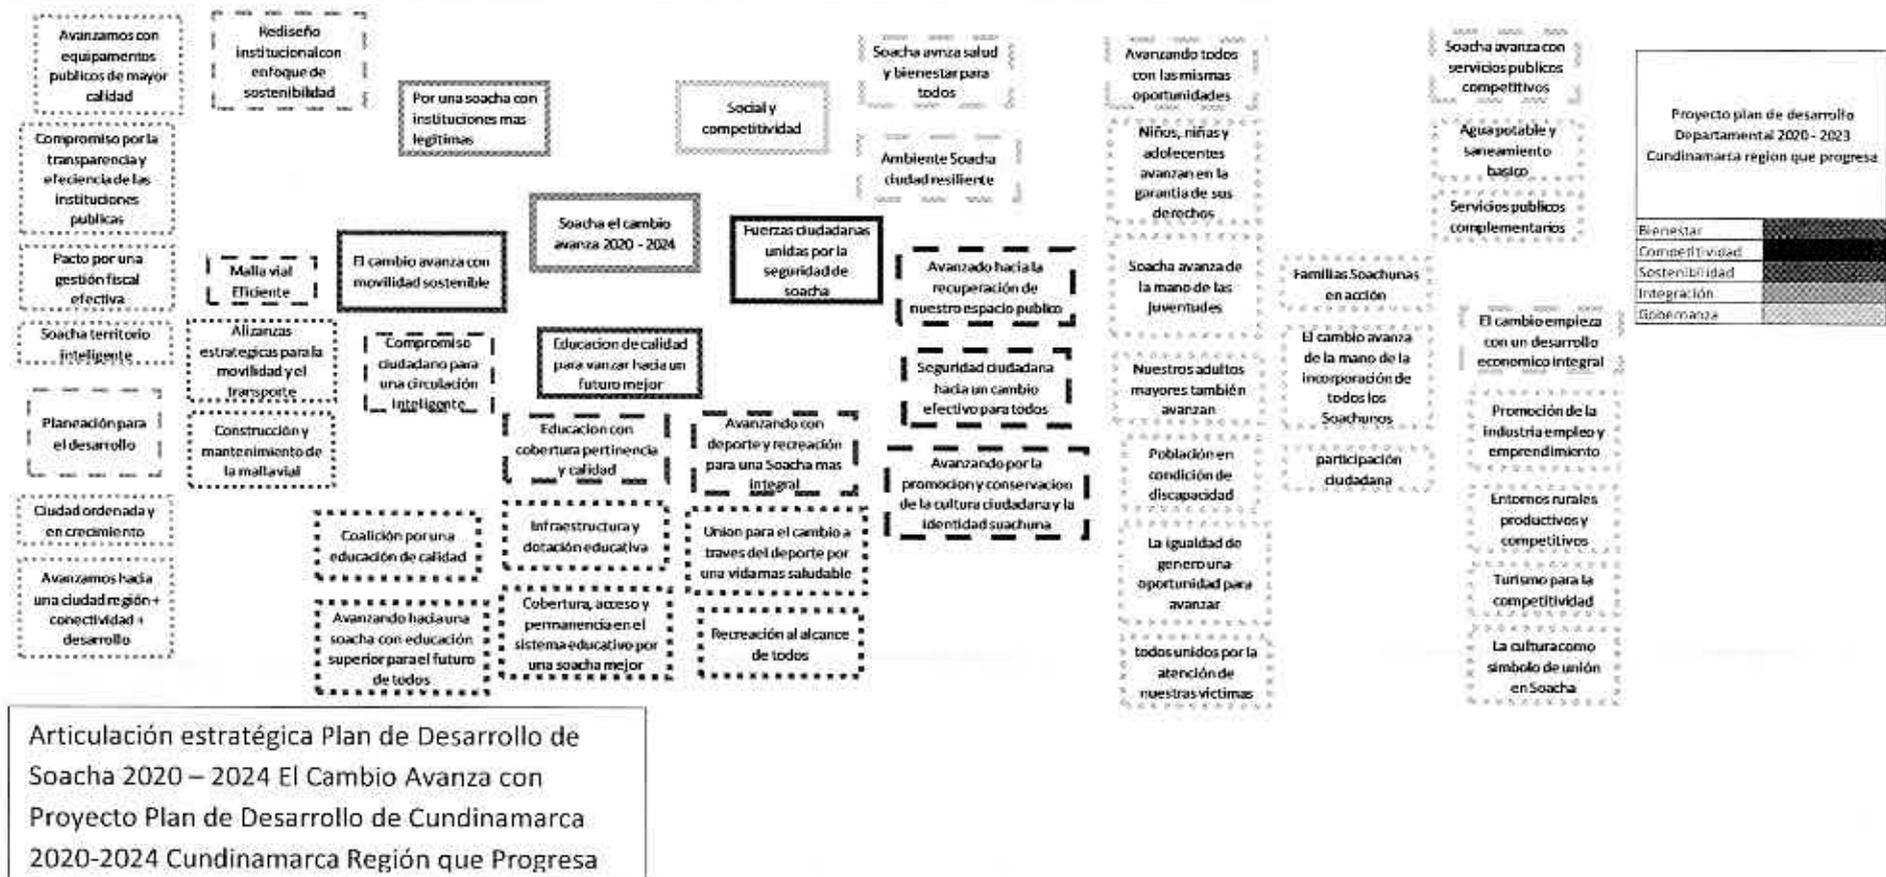 Avanzamos con
equipamentos
publicos de mayor
calidad
Compromiso por la
transparencia y
efeciencia de las
instituciones
publicas
Pacto por una
gestión fiscal
efectiva
Soacha territorio
inteligente
Planeación para
el desarrollo
Ciudad ordenada y
en crecimiento
Avanzamos hacia
una ciudad región +
conectividad +
desarrollo
Rediseño
institucional con
enfoque de
sostenibilidad
Malla vial
Eficiente
Alizanzas
estrategicas para la
movilidad y el
transporte
Construcción y
mantenimiento de
la malla vial
Por una soacha con
instituciones mas
legítimas
El cambio avanza con
movilidad sostenible
Compromiso
ciudadano para
una circulación
inteligente
Coalición por una
educación de calidad
Avanzando hacia una
soacha con educación
superior para el futuro
de todos
Soacha el cambio
avanza 2020 - 2024
Educacion de calidad
para vanzar hacia un
futuro mejor
Educacion con
cobertura pertinencia
y calidad
Infraestructura y
dotación educativa
Cobertura, acceso y
permanencia en el
sistema educativo por
una soacha mejor
Social y
competitividad
Fuerzas ciudadanas
unidas por la
seguridad de
soacha
Avanzando con
deporte y recreación
para una Soacha mas
integral
Union para el cambio a
traves del deporte por
una vida mas saludable
Recreación al alcance
de todos
Soacha avnza salud
y bienestar para
todos
Ambiente Soacha
ciudad resiliente
Avanzado hacia la
recuperación de
nuestro espacio publico
Seguridad ciudadana
hacia un cambio
efectivo para todos
Avanzando por la
promocion y conservacion
de la cultura ciudadana y la
identidad suachuna
Avanzando todos
con las mismas
oportunidades
Niños, niñas y
adolecentes
avanzan en la
garantia de sus
derechos
Soacha avanza de
la mano de las
juventudes
Nuestros adultos
mayores también
avanzan
Población en
condición de
discapacidad
La igualdad de
genero una
oportunidad para
avanzar
todos unidos por la
atención de
nuestras victimas
Familias Soachunas
en acción
El cambio avanza
de la mano de la
incorporación de
todos los
Soachunos
participación
ciudadana
Soacha avanza con
servicios publicos
competitivos
Agua potable y
saneamiento
basico
Servicios publicos
complementarios
El cambio empieza
con un desarrollo
economico integral
Promoción de la
industria empleo y
emprendimiento
Entornos rurales
productivos y
competitivos
Turismo para la
competitividad
La cultura como
simbolo de unión
en Soacha
Proyecto plan de desarrollo
Departamental 2020 - 2023
Cundinamarca region que progresa
Bienestar
Competitividad
Sostenibilidad
Integración
Gobernanza
Articulación estratégica Plan de Desarrollo de
Soacha 2020 – 2024 El Cambio Avanza con
Proyecto Plan de Desarrollo de Cundinamarca
2020-2024 Cundinamarca Región que Progresa